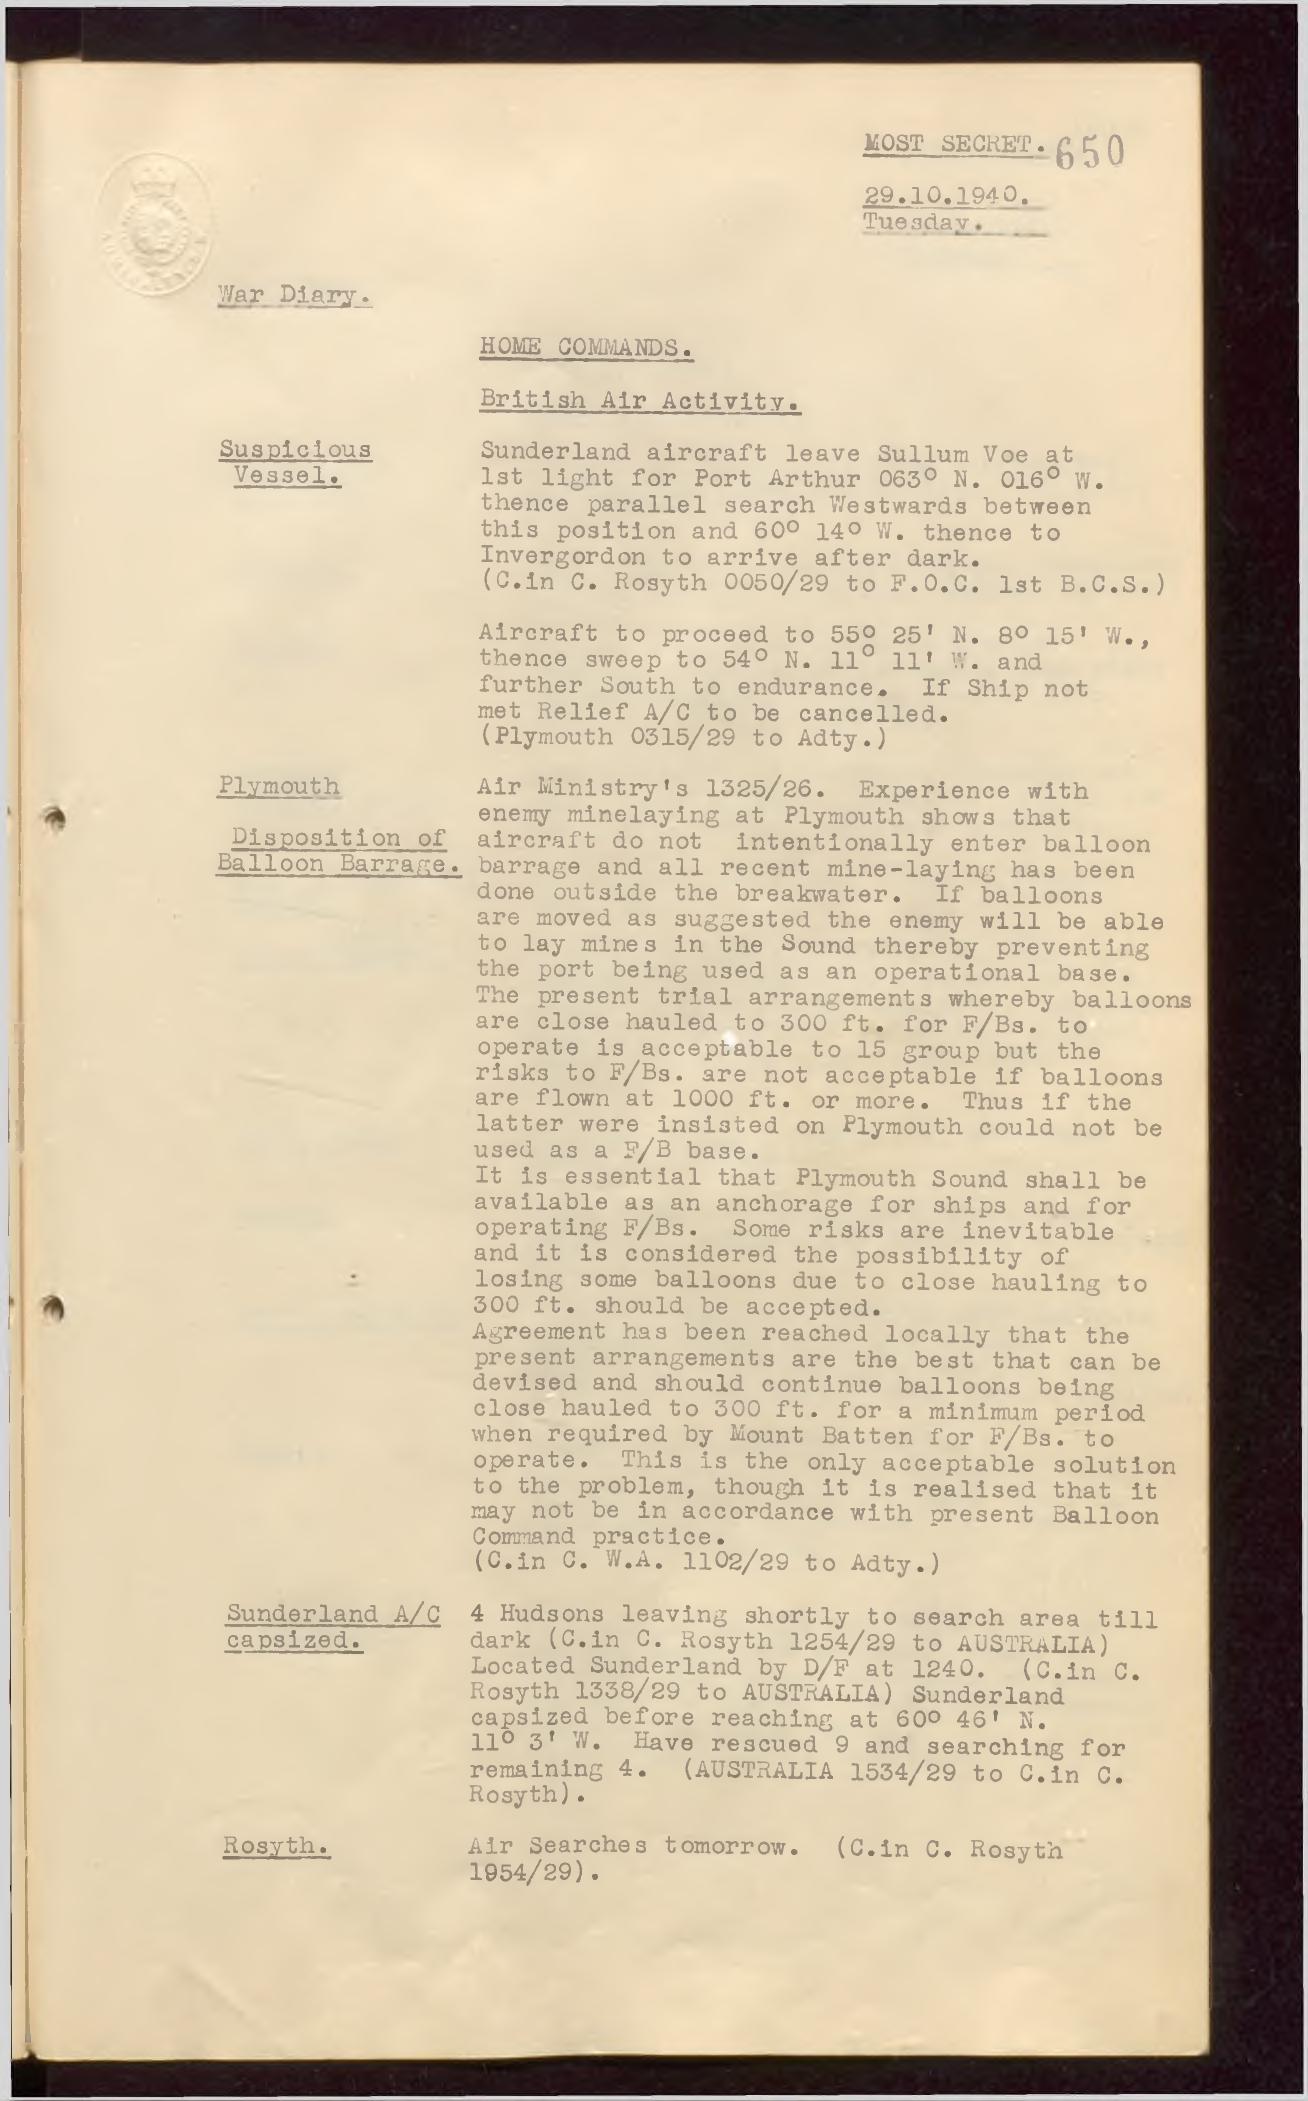 MOST SECRET. 650
29.10.1940.
Tuesday.
War Diary.
HOME COMMANDS.
British Air Activity.
Suspicious
Vessel.
Sunderland aircraft leave Sullum Voe at
1st light for Port Arthur 063° N. 016° W.
thence parallel search Westwards between
this position and 60° 14° W. thence to
Invergordon to arrive after dark.
(C.in C. Rosyth 0050/29 to F.O.C. 1st B.C.S.)
Aircraft to proceed to 55° 25' N. 8° 15' W.,
thence sweep to 54° N. 11° 11' W. and
further South to endurance. If Ship not
met Relief A/C to be cancelled.
(Plymouth 0315/29 to Adty.)
Plymouth
Disposition of
Balloon Barrage.
Air Ministry's 1325/26. Experience with
enemy minelaying at Plymouth shows that
aircraft do not intentionally enter balloon
barrage and all recent mine-laying has been
done outside the breakwater. If balloons
are moved as suggested the enemy will be able
to lay mines in the Sound thereby preventing
the port being used as an operational base.
The present trial arrangements whereby balloons
are close hauled to 300 ft. for F/Bs. to
operate is acceptable to 15 group but the
risks to F/Bs. are not acceptable if balloons
are flown at 1000 ft. or more. Thus if the
latter were insisted on Plymouth could not be
used as a F/B base.
It is essential that Plymouth Sound shall be
available as an anchorage for ships and for
operating F/Bs. Some risks are inevitable
and it is considered the possibility of
losing some balloons due to close hauling to
300 ft. should be accepted.
Agreement has been reached locally that the
present arrangements are the best that can be
devised and should continue balloons being
close hauled to 300 ft. for a minimum period
when required by Mount Batten for F/Bs. to
operate. This is the only acceptable solution
to the problem, though it is realised that it
may not be in accordance with present Balloon
Command practice.
(C.in C. W.A. 1102/29 to Adty.)
Sunderland A/C
capsized.
4 Hudsons leaving shortly to search area till
dark (C.in C. Rosyth 1254/29 to AUSTRALIA)
Located Sunderland by D/F at 1240. (C.in C.
Rosyth 1338/29 to AUSTRALIA) Sunderland
capsized before reaching at 60° 46' N.
11° 3' W. Have rescued 9 and searching for
remaining 4. (AUSTRALIA 1534/29 to C.in C.
Rosyth).
Rosyth.
Air Searches tomorrow. (C.in C. Rosyth
1954/29).